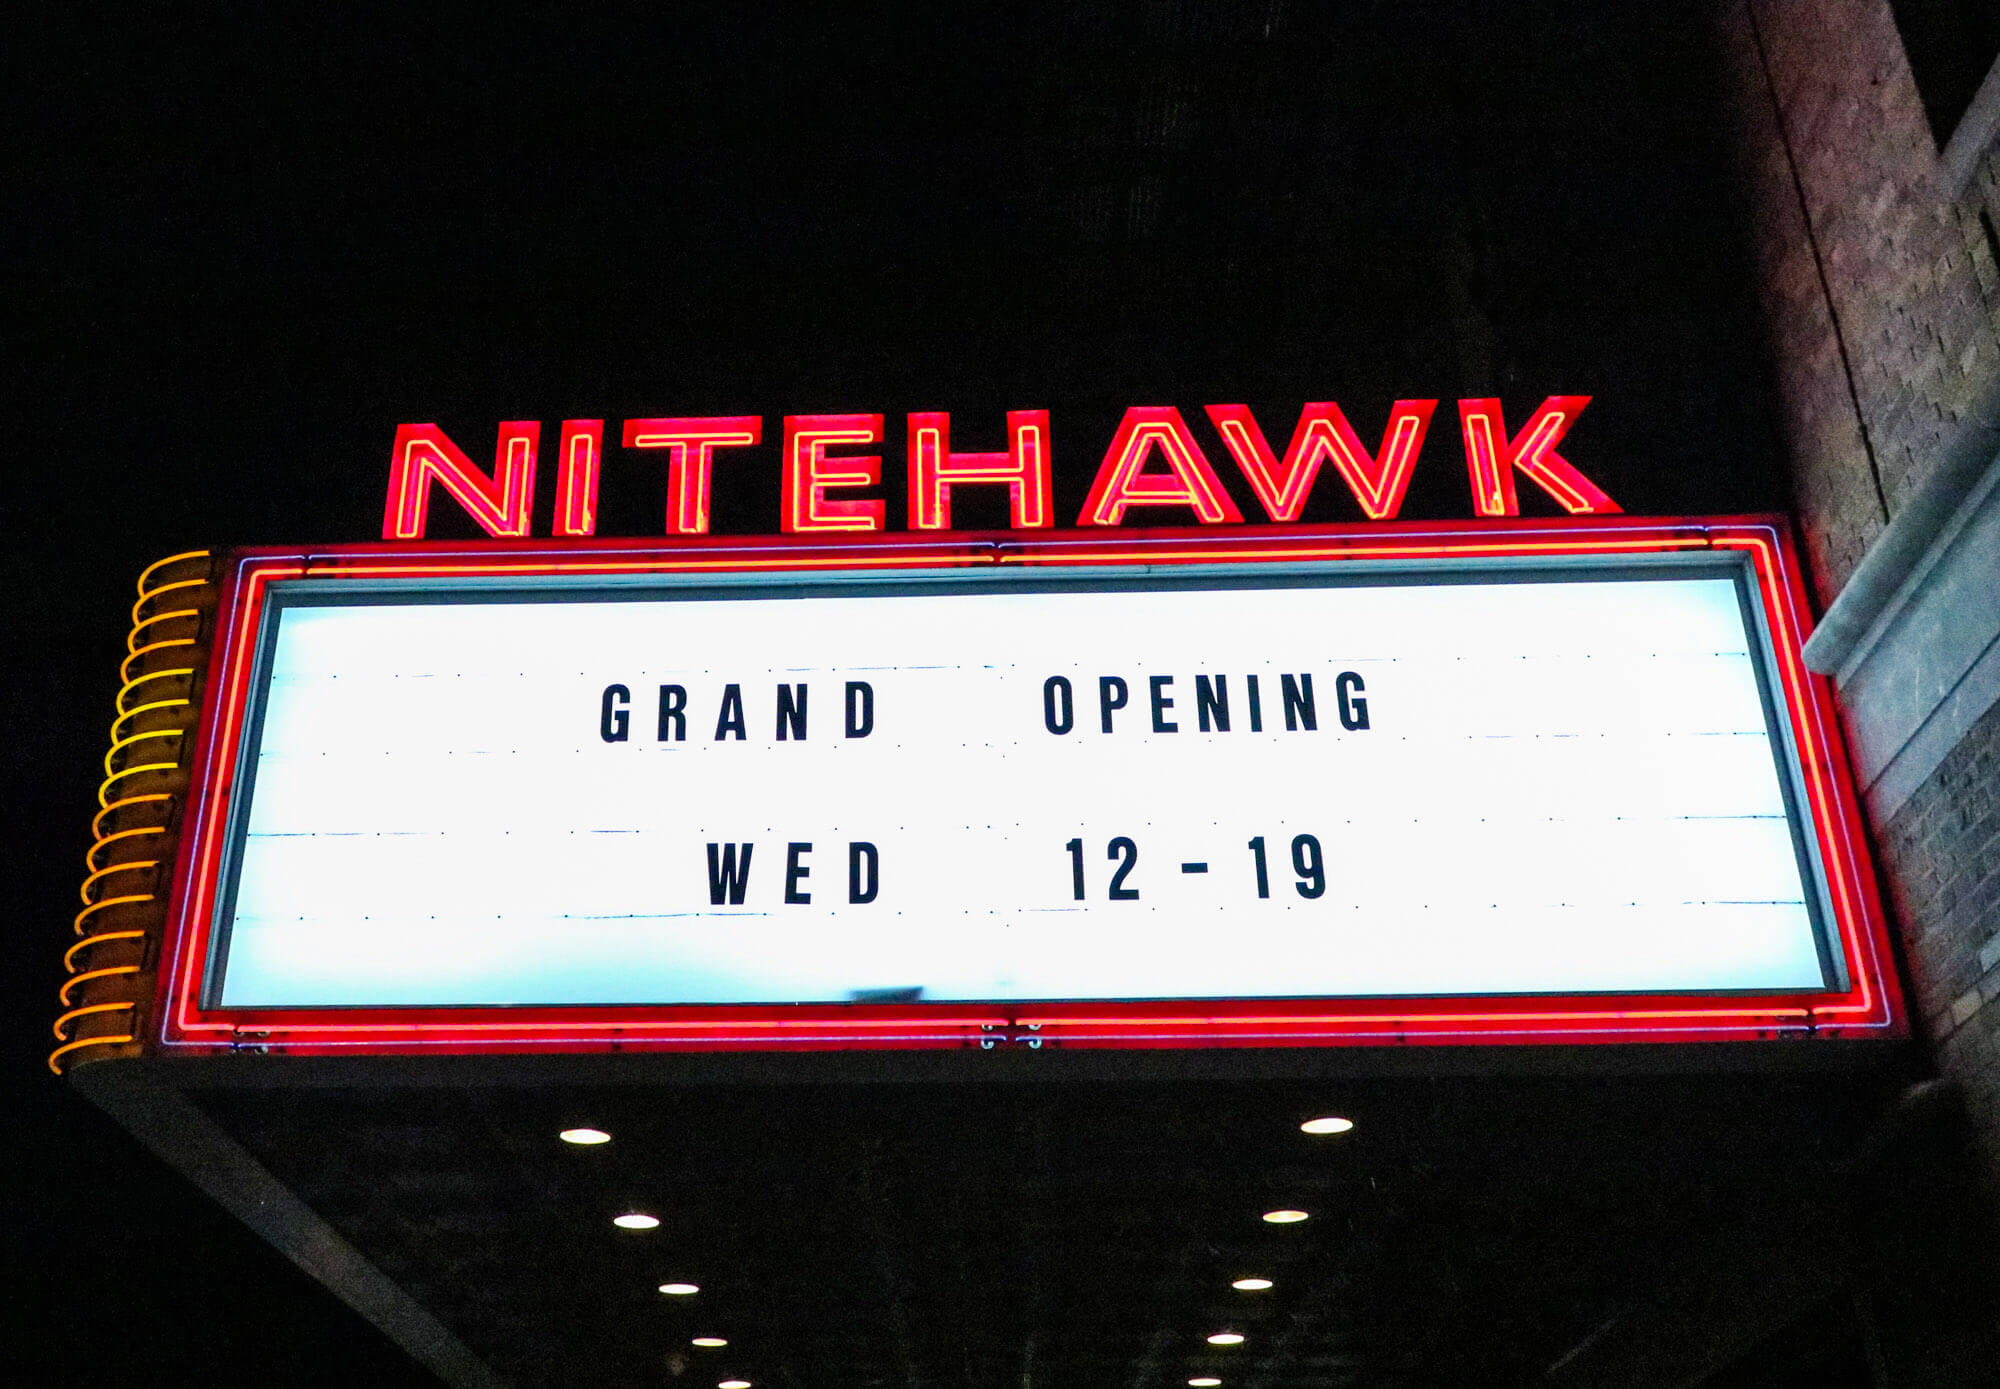 NITEHAWK
GRAND OPENING
WED 12-19